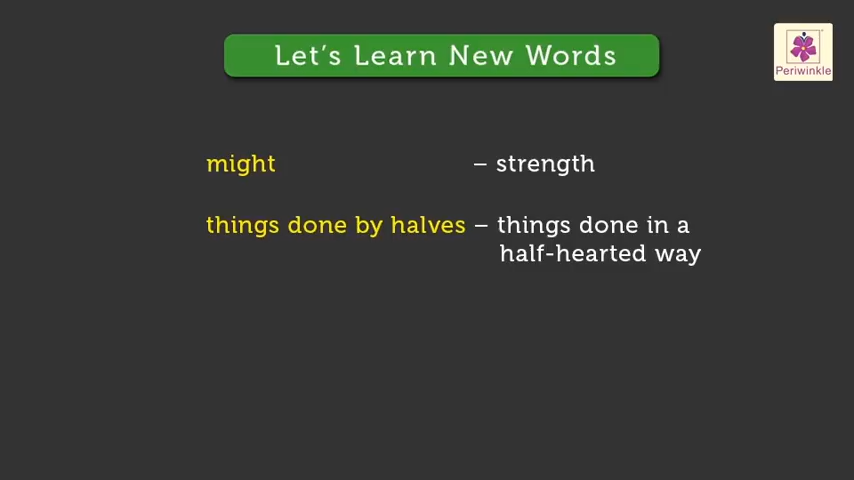 Let's Learn New Words
Periwinkle
might – strength
things done by halves – things done in a
half-hearted way